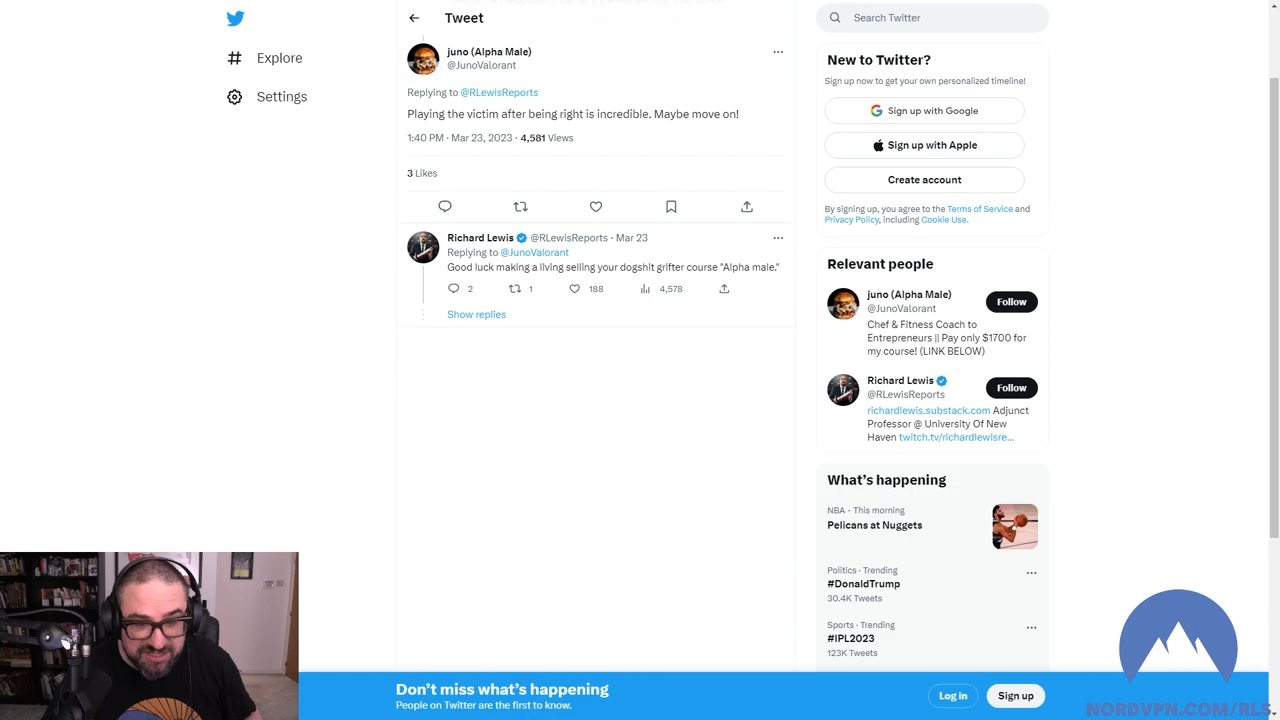 Tweet
Explore
Settings
juno (Alpha Male)
@JunoValorant
Replying to @RLewisReports
Playing the victim after being right is incredible. Maybe move on!
1:40 PM · Mar 23, 2023 · 4,581 Views
3 Likes
Richard Lewis @RLewisReports · Mar 23
Replying to @JunoValorant
Good luck making a living selling your dogshit grifter course "Alpha male."
2 1 188 4,578
Show replies
Search Twitter
New to Twitter?
Sign up now to get your own personalized timeline!
Sign up with Google
Sign up with Apple
Create account
By signing up, you agree to the Terms of Service and
Privacy Policy, including Cookie Use.
Relevant people
juno (Alpha Male)
@JunoValorant
Follow
Chef & Fitness Coach to
Entrepreneurs || Pay only $1700 for
my course! (LINK BELOW)
Richard Lewis
@RLewisReports
Follow
richardlewis.substack.com Adjunct
Professor @ University Of New
Haven twitch.tv/richardlewisre...
What's happening
NBA · This morning
Pelicans at Nuggets
Politics · Trending
#DonaldTrump
30.4K Tweets
Sports · Trending
#IPL2023
123K Tweets
Don't miss what's happening
People on Twitter are the first to know.
Log in
Sign up
NORDVPN.COM/RLS